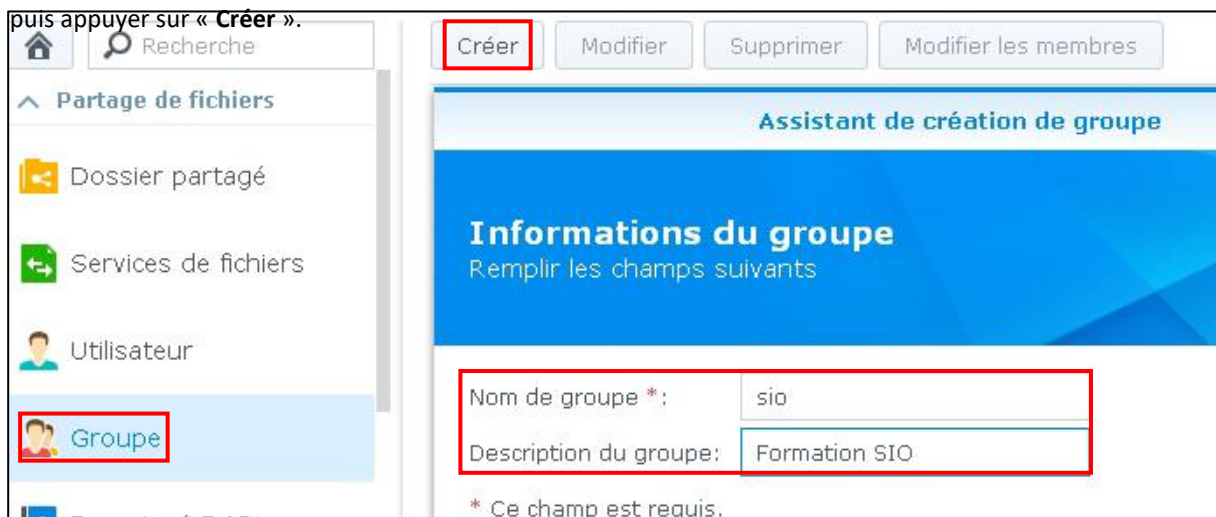 puis appuyer sur « Créer ».
Recherche
Créer
Modifier
Supprimer
Modifier les membres
Partage de fichiers
Assistant de création de groupe
Dossier partagé
Informations du groupe
Remplir les champs suivants
Services de fichiers
Utilisateur
Nom de groupe *:
sio
Groupe
Description du groupe:
Formation SIO
* Ce champ est requis.